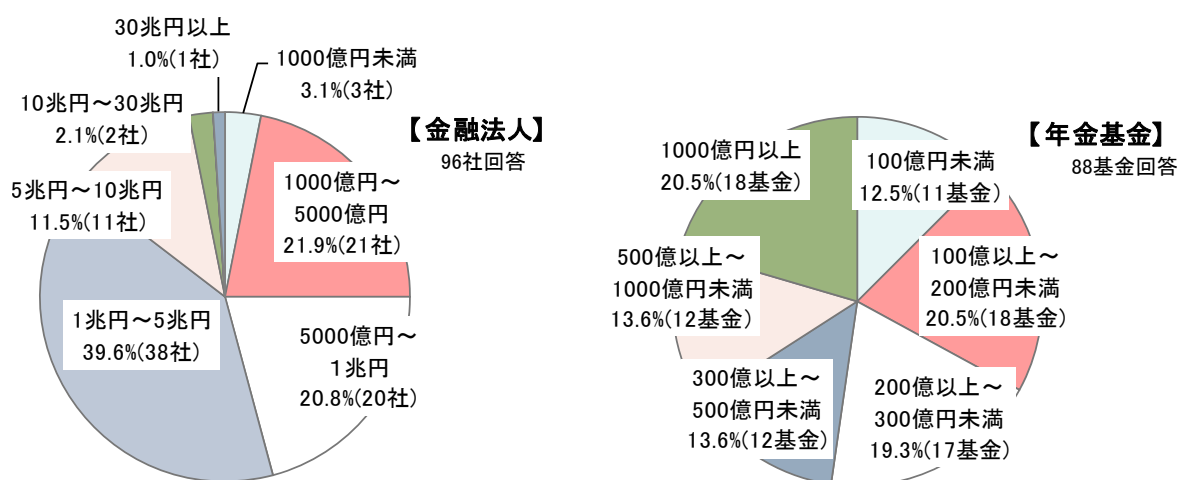 【金融法人】
96社回答
30兆円以上
1.0%(1社)
1000億円未満
3.1%(3社)
10兆円～30兆円
2.1%(2社)
5兆円～10兆円
11.5%(11社)
1000億円～
5000億円
21.9%(21社)
1兆円～5兆円
39.6%(38社)
5000億円～
1兆円
20.8%(20社)
【年金基金】
88基金回答
1000億円以上
20.5%(18基金)
100億円未満
12.5%(11基金)
500億以上～
1000億円未満
13.6%(12基金)
100億以上～
200億円未満
20.5%(18基金)
300億以上～
500億円未満
13.6%(12基金)
200億以上～
300億円未満
19.3%(17基金)